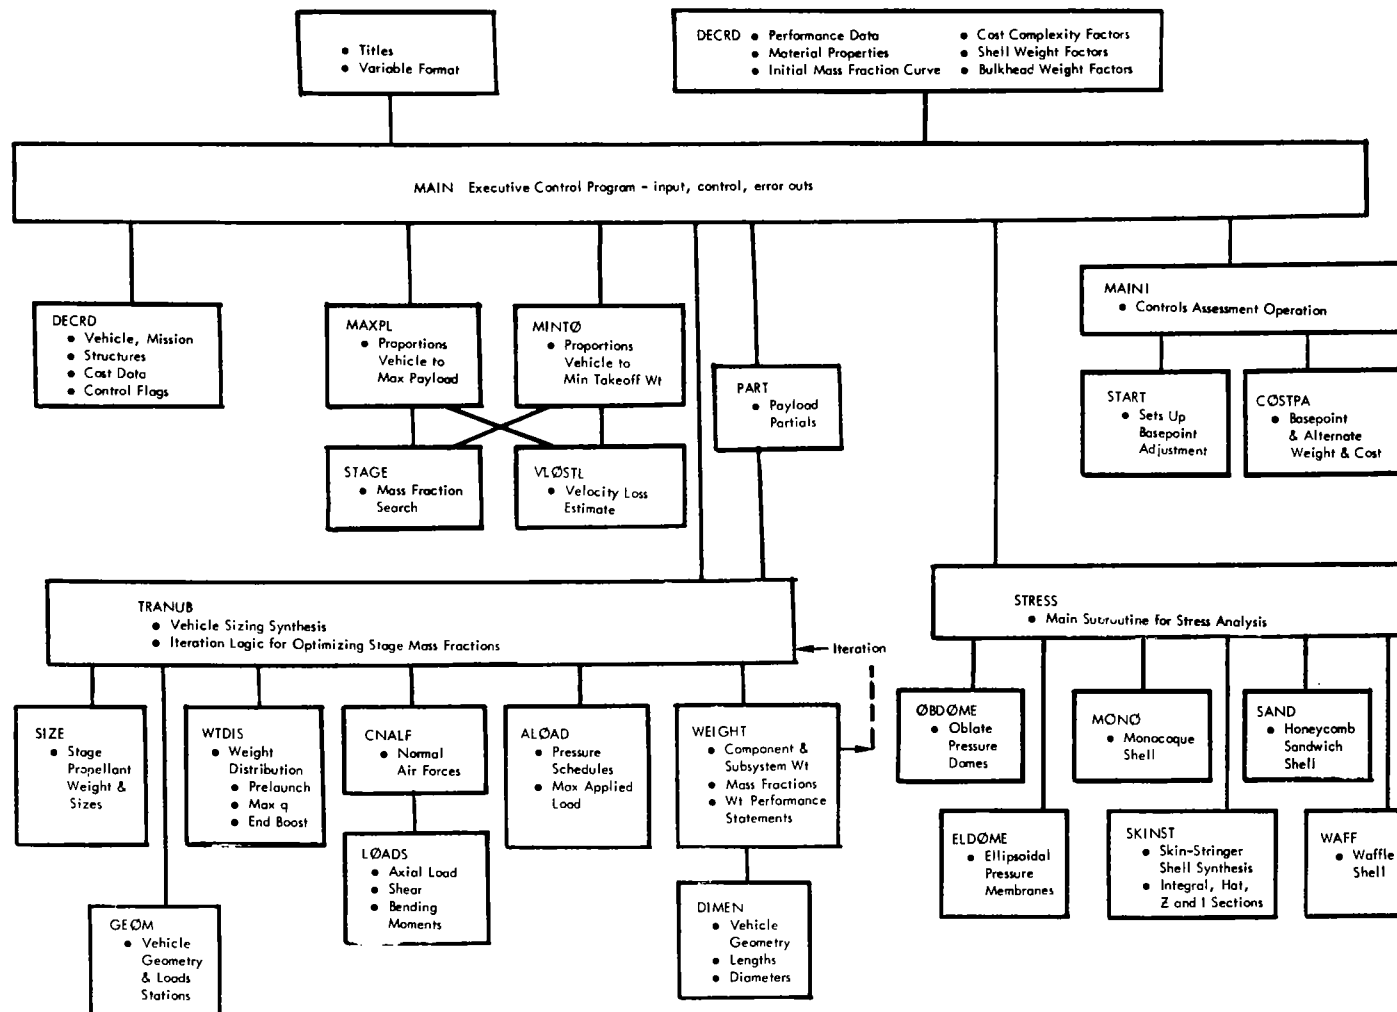 • Titles
• Variable Format
DECRD • Performance Data
• Material Properties
• Initial Mass Fraction Curve
• Cost Complexity Factors
• Shell Weight Factors
• Bulkhead Weight Factors
MAIN Executive Control Program - input, control, error outs
DECRD
• Vehicle, Mission
• Structures
• Cost Data
• Control Flags
MAXPL
• Proportions
Vehicle to
Max Payload
MINTØ
• Proportions
Vehicle to
Min Takeoff Wt
PART
• Payload
Partials
MAIN1
• Controls Assessment Operation
START
• Sets Up
Basepoint
Adjustment
CØSTPA
• Basepoint
& Alternate
Weight & Cost
STAGE
• Mass Fraction
Search
VLØSTL
• Velocity Loss
Estimate
TRANUB
• Vehicle Sizing Synthesis
• Iteration Logic for Optimizing Stage Mass Fractions
Iteration
STRESS
• Main Subroutine for Stress Analysis
SIZE
• Stage
Propellant
Weight &
Sizes
WTDIS
• Weight
Distribution
• Prelaunch
• Max q
• End Boost
CNALF
• Normal
Air Forces
ALØAD
• Pressure
Schedules
• Max Applied
Load
WEIGHT
• Component &
Subsystem Wt
• Mass Fractions
• Wt Performance
Statements
ØBDØME
• Oblate
Pressure
Domes
MONØ
• Monocoque
Shell
SAND
• Honeycomb
Sandwich
Shell
GEØM
• Vehicle
Geometry
& Loads
Stations
LØADS
• Axial Load
• Shear
• Bending
Moments
DIMEN
• Vehicle
Geometry
• Lengths
• Diameters
ELDØME
• Ellipsoidal
Pressure
Membranes
SKINST
• Skin-Stringer
Shell Synthesis
• Integral, Hat,
Z and I Sections
WAFF
• Waffle
Shell